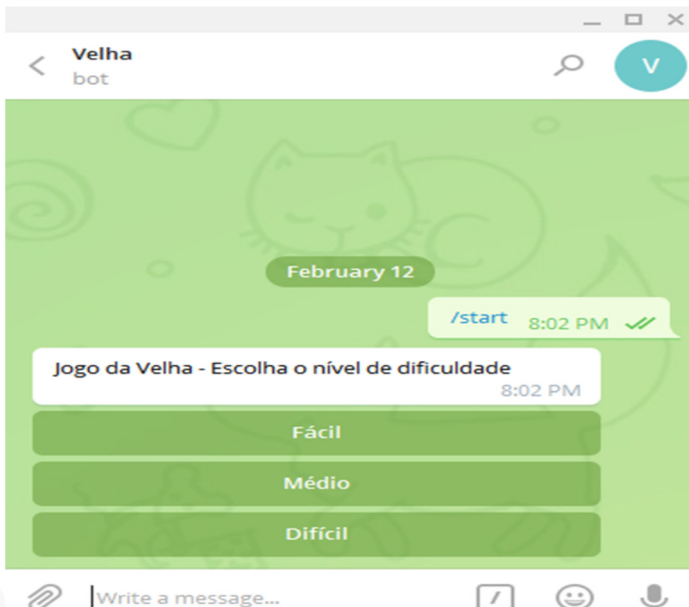 Velha
bot
V
February 12
/start 8:02 PM
Jogo da Velha - Escolha o nível de dificuldade
8:02 PM
Fácil
Médio
Difícil
Write a message...